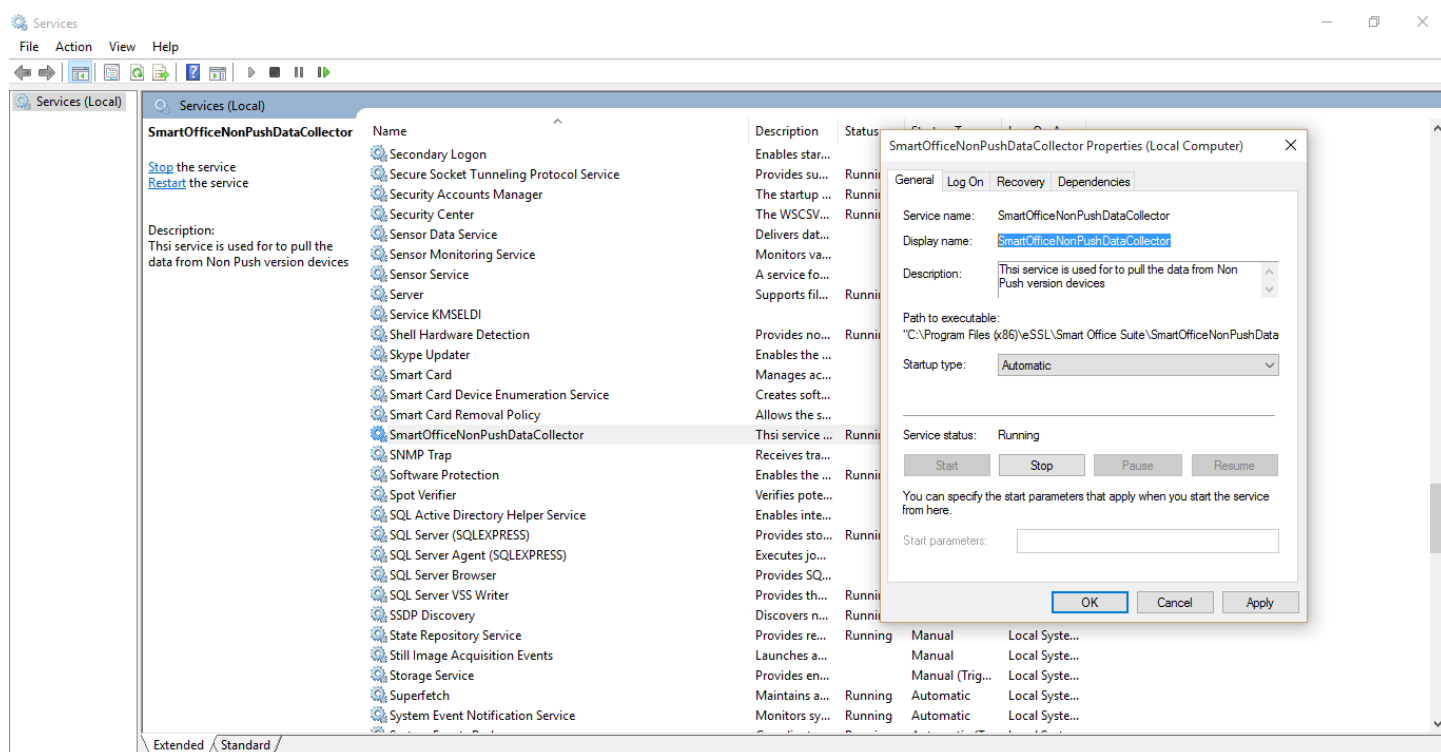 Services
File Action View Help
Services (Local)
Services (Local)
SmartOfficeNonPushDataCollector
Stop the service
Restart the service
Description:
Thsi service is used for to pull the
data from Non Push version devices
Name Description Status
Secondary Logon Enables star...
Secure Socket Tunneling Protocol Service Provides su...
Security Accounts Manager The startup ...
Security Center The WSCSV...
Sensor Data Service Delivers dat...
Sensor Monitoring Service Monitors va...
Sensor Service A service fo...
Server Supports fil...
Service KMSELDI
Shell Hardware Detection Provides no...
Skype Updater Enables the ...
Smart Card Manages ac...
Smart Card Device Enumeration Service Creates soft...
Smart Card Removal Policy Allows the s...
SmartOfficeNonPushDataCollector Thsi service ...
SNMP Trap Receives tra...
Software Protection Enables the ...
Spot Verifier Verifies pote...
SQL Active Directory Helper Service Enables inte...
SQL Server (SQLEXPRESS) Provides sto...
SQL Server Agent (SQLEXPRESS) Executes jo...
SQL Server Browser Provides SQ...
SQL Server VSS Writer Provides th...
SSDP Discovery Discovers n...
State Repository Service Provides re... Running Manual Local Syste...
Still Image Acquisition Events Launches a... Manual Local Syste...
Storage Service Provides en... Manual (Trig... Local Syste...
Superfetch Maintains a... Running Automatic Local Syste...
System Event Notification Service Monitors sy... Running Automatic Local Syste...
Extended Standard
SmartOfficeNonPushDataCollector Properties (Local Computer)
General Log On Recovery Dependencies
Service name: SmartOfficeNonPushDataCollector
Display name: SmartOfficeNonPushDataCollector
Description: Thsi service is used for to pull the data from Non
Push version devices
Path to executable:
"C:\Program Files (x86)\eSSL\Smart Office Suite\SmartOfficeNonPushData
Startup type: Automatic
Service status: Running
Start Stop Pause Resume
You can specify the start parameters that apply when you start the service
from here.
Start parameters:
OK Cancel Apply